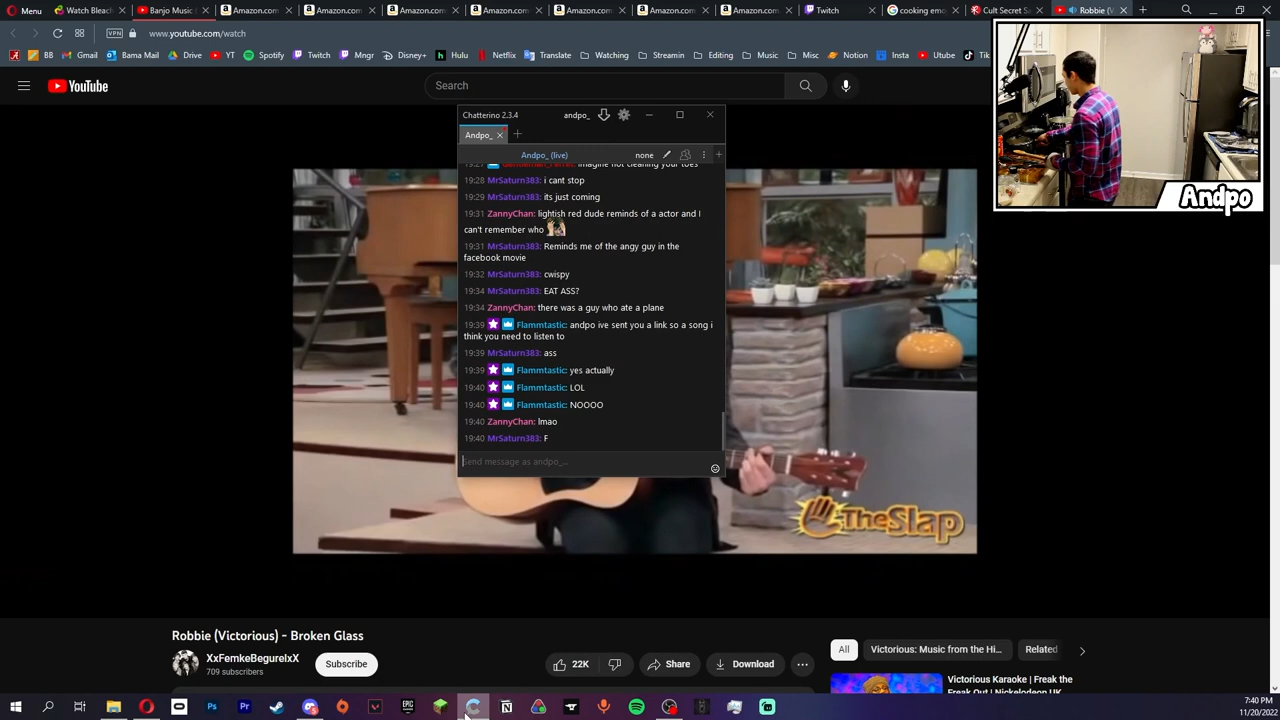 Menu
Watch Bleach
Banjo Music
Amazon.com
Amazon.com
Amazon.com
Amazon.com
Amazon.com
Amazon.com
Twitch
cooking emo
Cult Secret Se
Robbie (V
VPN
www.youtube.com/watch
BB
Gmail
Bama Mail
Drive
YT
Spotify
Twitch
Mngr
Disney+
Hulu
Netflix
Translate
Watching
Streamin
Editing
Music
Misc
Notion
Insta
Utube
Tik
YouTube
Search
Andpo
Chatterino 2.3.4
andpo_
Andpo_
Andpo_ (live)
none
19:28 MrSaturn383: i cant stop
19:29 MrSaturn383: its just coming
19:31 ZannyChan: lightish red dude reminds of a actor and I
can't remember who
19:31 MrSaturn383: Reminds me of the angy guy in the
facebook movie
19:32 MrSaturn383: cwispy
19:34 MrSaturn383: EAT ASS?
19:34 ZannyChan: there was a guy who ate a plane
19:39 Flammtastic: andpo ive sent you a link so a song i
think you need to listen to
19:39 MrSaturn383: ass
19:39 Flammtastic: yes actually
19:40 Flammtastic: LOL
19:40 Flammtastic: NOOOO
19:40 ZannyChan: lmao
19:40 MrSaturn383: F
Send message as andpo_...
TheSlap
Robbie (Victorious) - Broken Glass
XxFemkeBegurelxX
709 subscribers
Subscribe
22K
Share
Download
All
Victorious: Music from the Hi...
Related
Victorious Karaoke | Freak the
Freak Out | Nickelodeon UK
7:40 PM
11/20/2022